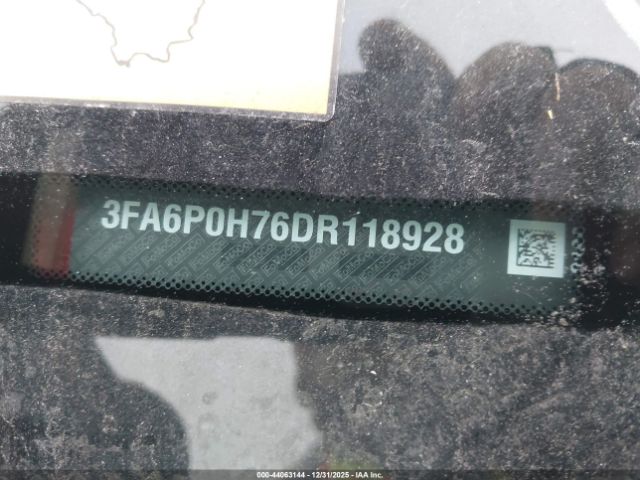 3FA6P0H76DR118928
000-44063144 - 12/31/2025 - IAA Inc.